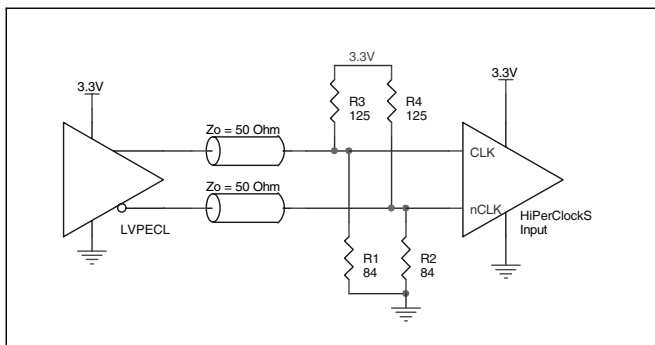 3.3V
3.3V
3.3V
R3
125
R4
125
Zo = 50 Ohm
CLK
Zo = 50 Ohm
nCLK
HiPerClockS
Input
LVPECL
R1
84
R2
84